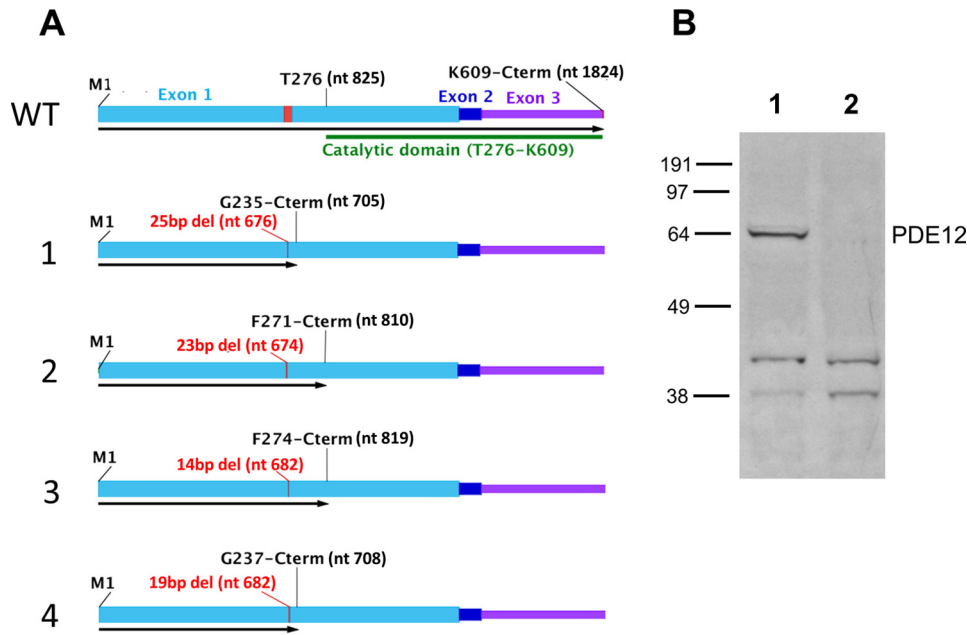 A
B
T276 (nt 825)
K609-Cterm (nt 1824)
M1
Exon 1
Exon 2
Exon 3
WT
Catalytic domain (T276-K609)
G235-Cterm (nt 705)
M1
25bp del (nt 676)
1
F271-Cterm (nt 810)
M1
23bp del (nt 674)
2
F274-Cterm (nt 819)
M1
14bp del (nt 682)
3
G237-Cterm (nt 708)
M1
19bp del (nt 682)
4
1 2
191
97
64
PDE12
49
38